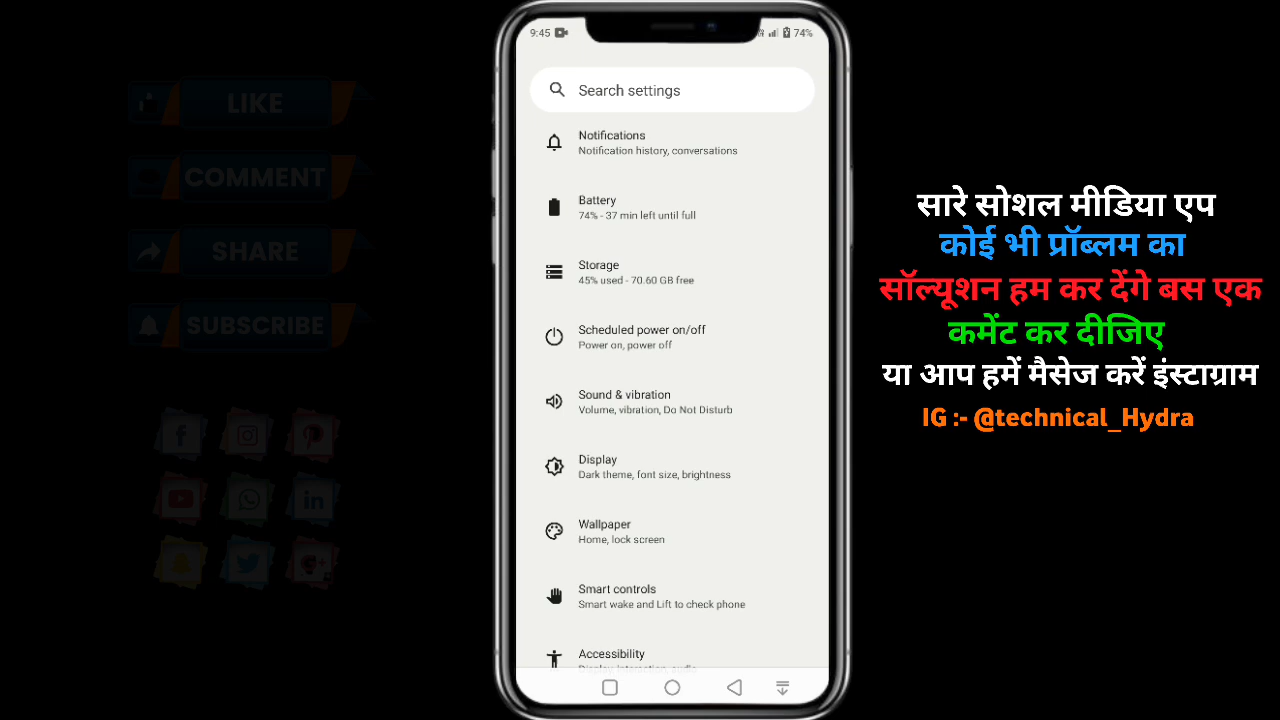 LIKE
COMMENT
SHARE
SUBSCRIBE
9:45
74%
Search settings
Notifications
Notification history, conversations
Battery
74% - 37 min left until full
Storage
45% used - 70.60 GB free
Scheduled power on/off
Power on, power off
Sound & vibration
Volume, vibration, Do Not Disturb
Display
Dark theme, font size, brightness
Wallpaper
Home, lock screen
Smart controls
Smart wake and Lift to check phone
Accessibility
Display, interaction, audio
सारे सोशल मीडिया एप
कोई भी प्रॉब्लम का
सॉल्यूशन हम कर देंगे बस एक
कमेंट कर दीजिए
या आप हमें मैसेज करें इंस्टाग्राम
IG :- @technical_Hydra